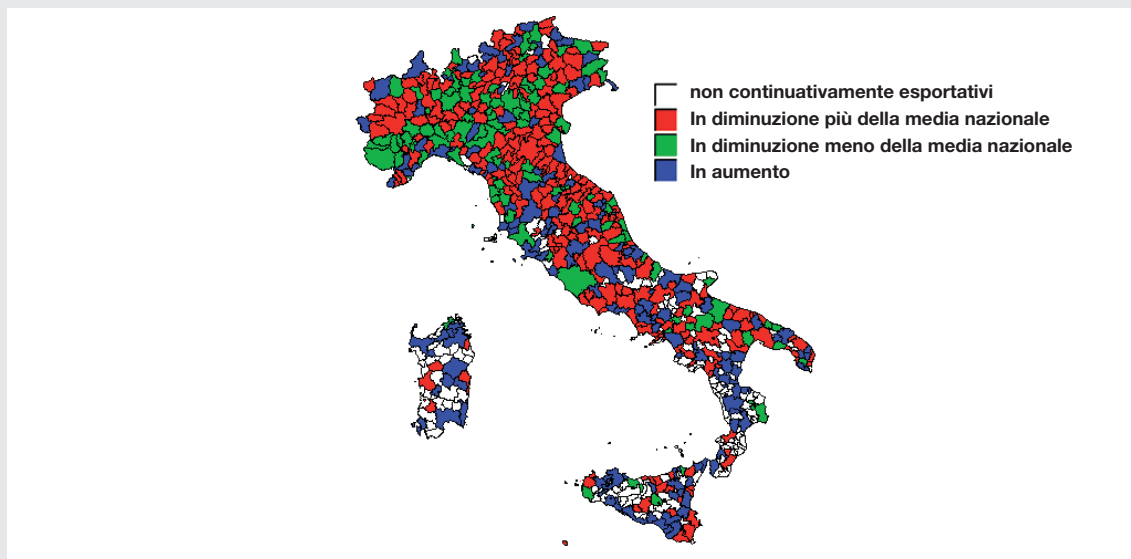 non continuativamente esportativi
In diminuzione più della media nazionale
In diminuzione meno della media nazionale
In aumento